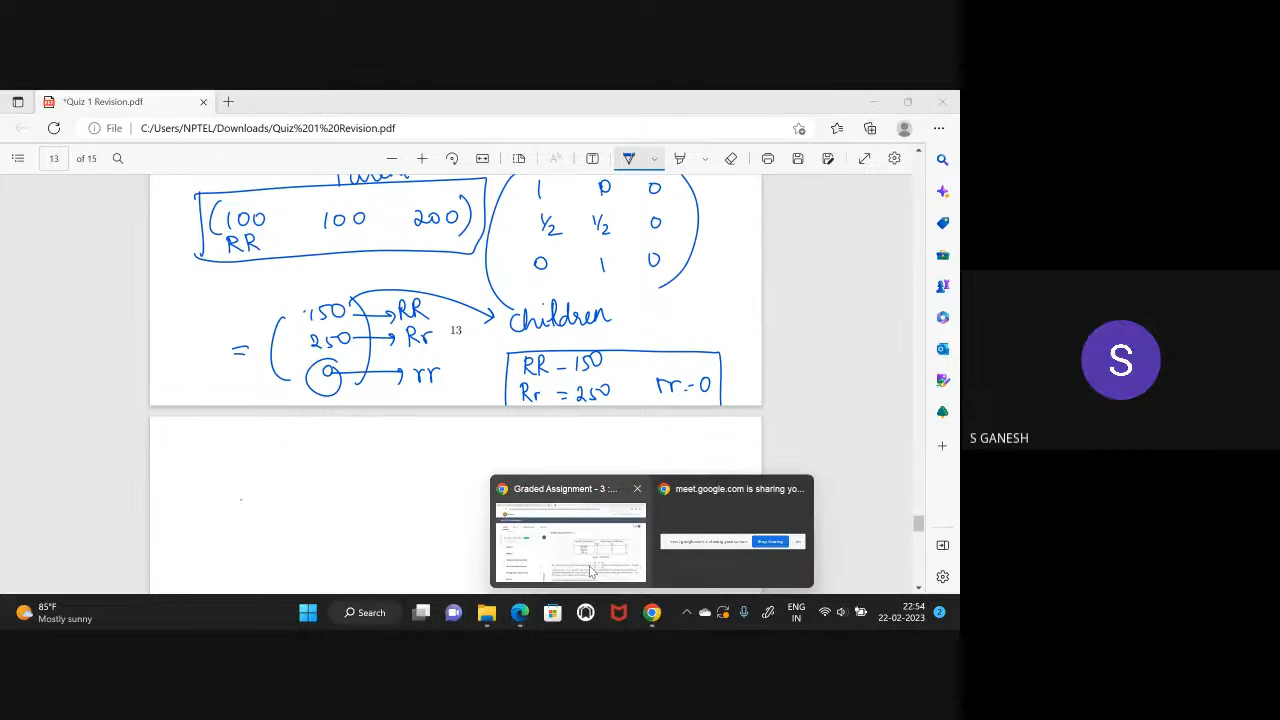 *Quiz 1 Revision.pdf
File C:/Users/NPTEL/Downloads/Quiz%201%20Revision.pdf
13 of 15
(100 100 200)
RR
1 0 0
1/2 1/2 0
0 1 0
150 → RR
= 250 → Rr
0 → rr
13
children
RR - 150
Rr = 250 rr - 0
Graded Assignment - 3 :...
meet.google.com is sharing yo...
Stop sharing
S
S GANESH
85°F
Mostly sunny
Search
ENG
IN
22:54
22-02-2023
2